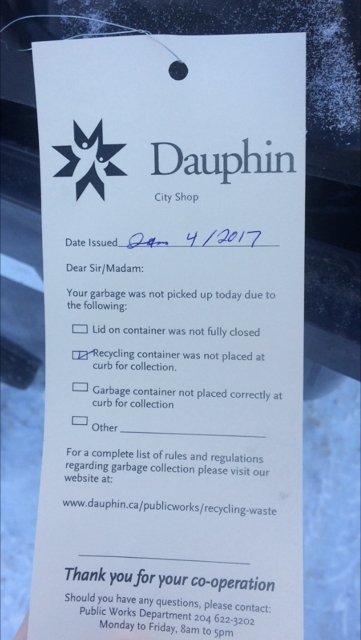 Dauphin
City Shop
Date Issued Jan 4/2017
Dear Sir/Madam:
Your garbage was not picked up today due to
the following:
Lid on container was not fully closed
Recycling container was not placed at
curb for collection.
Garbage container not placed correctly at
curb for collection
Other
For a complete list of rules and regulations
regarding garbage collection please visit our
website at:
www.dauphin.ca/publicworks/recycling-waste
Thank you for your co-operation
Should you have any questions, please contact:
Public Works Department 204 622-3202
Monday to Friday, 8am to 5pm